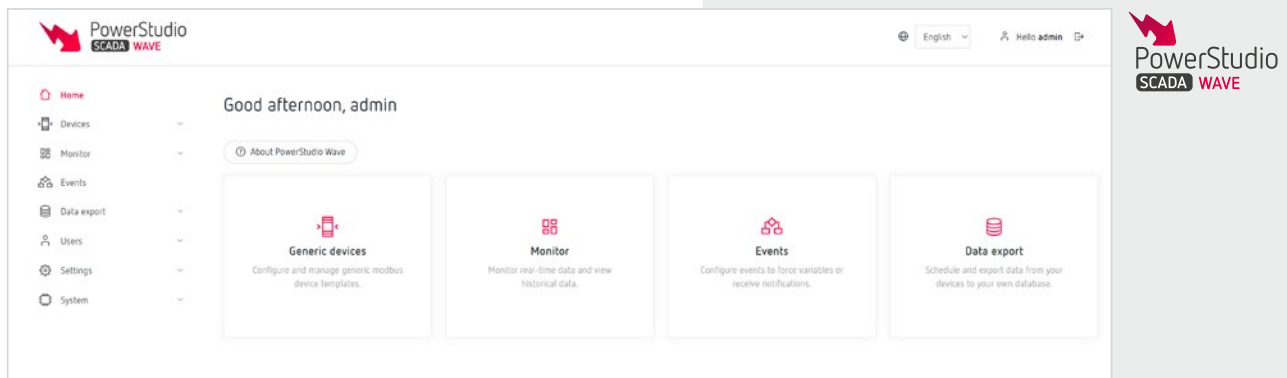 PowerStudio
SCADA WAVE
English
Hello admin
PowerStudio
SCADA WAVE
Home
Devices
Monitor
Events
Data export
Users
Settings
System
Good afternoon, admin
About PowerStudio Wave
Generic devices
Configure and manage generic modbus
device templates.
Monitor
Monitor real-time data and view
historical data.
Events
Configure events to force variables or
receive notifications.
Data export
Schedule and export data from your
devices to your own database.